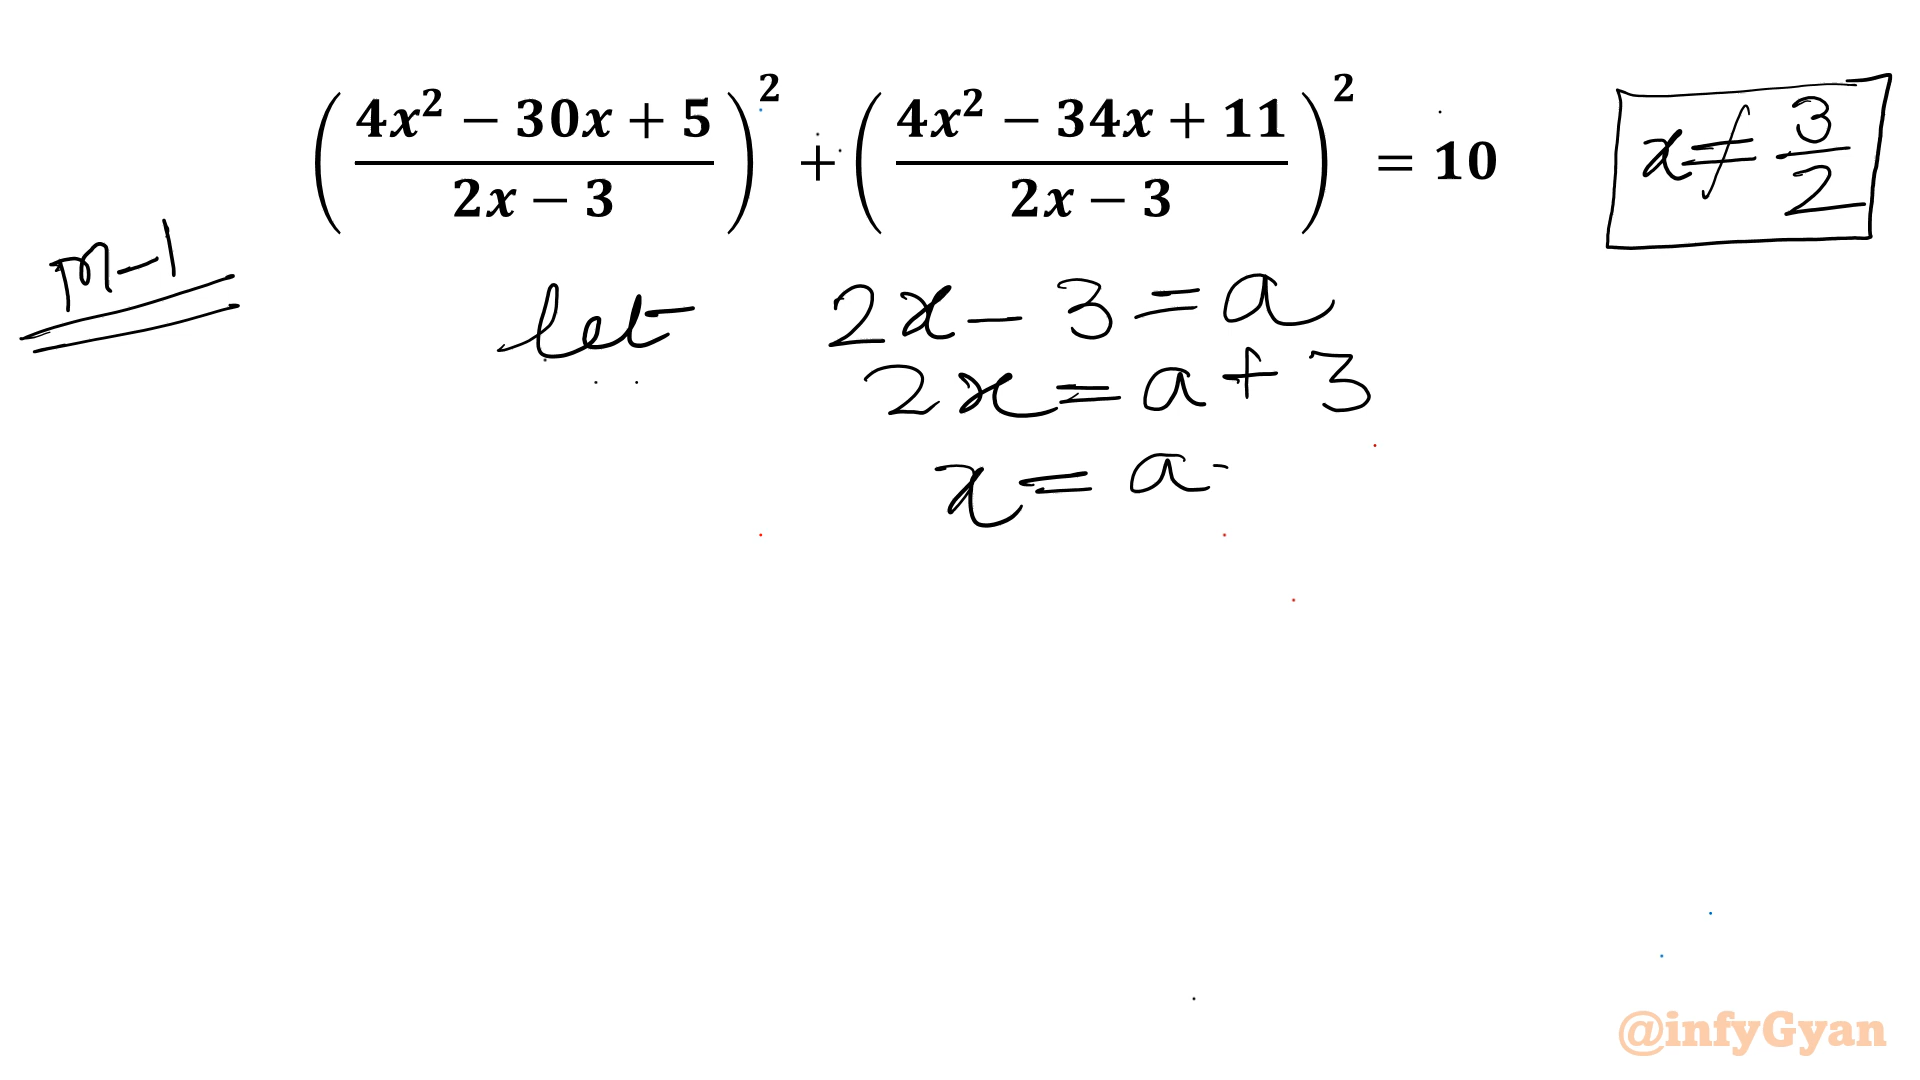 (4x² − 30x + 5 / 2x − 3)² + (4x² − 34x + 11 / 2x − 3)² = 10
x ≠ 3/2
m-1
let 2x - 3 = a
2x = a + 3
x = a
@infyGyan